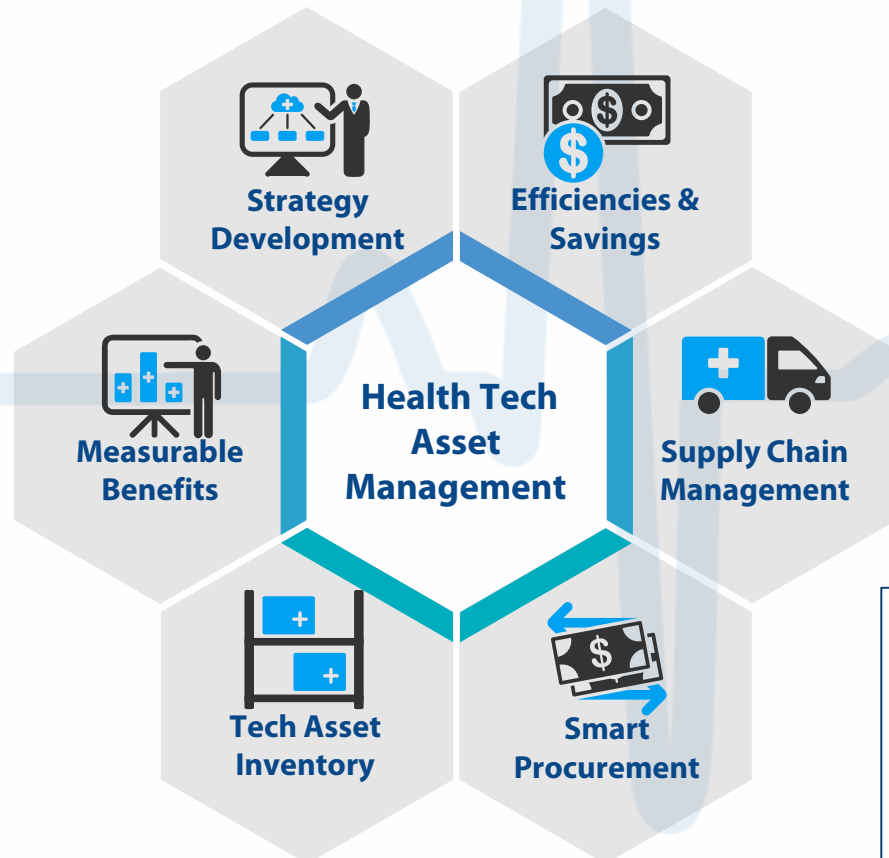 Strategy
Development
Efficiencies &
Savings
Measurable
Benefits
Health Tech
Asset
Management
Supply Chain
Management
Tech Asset
Inventory
Smart
Procurement